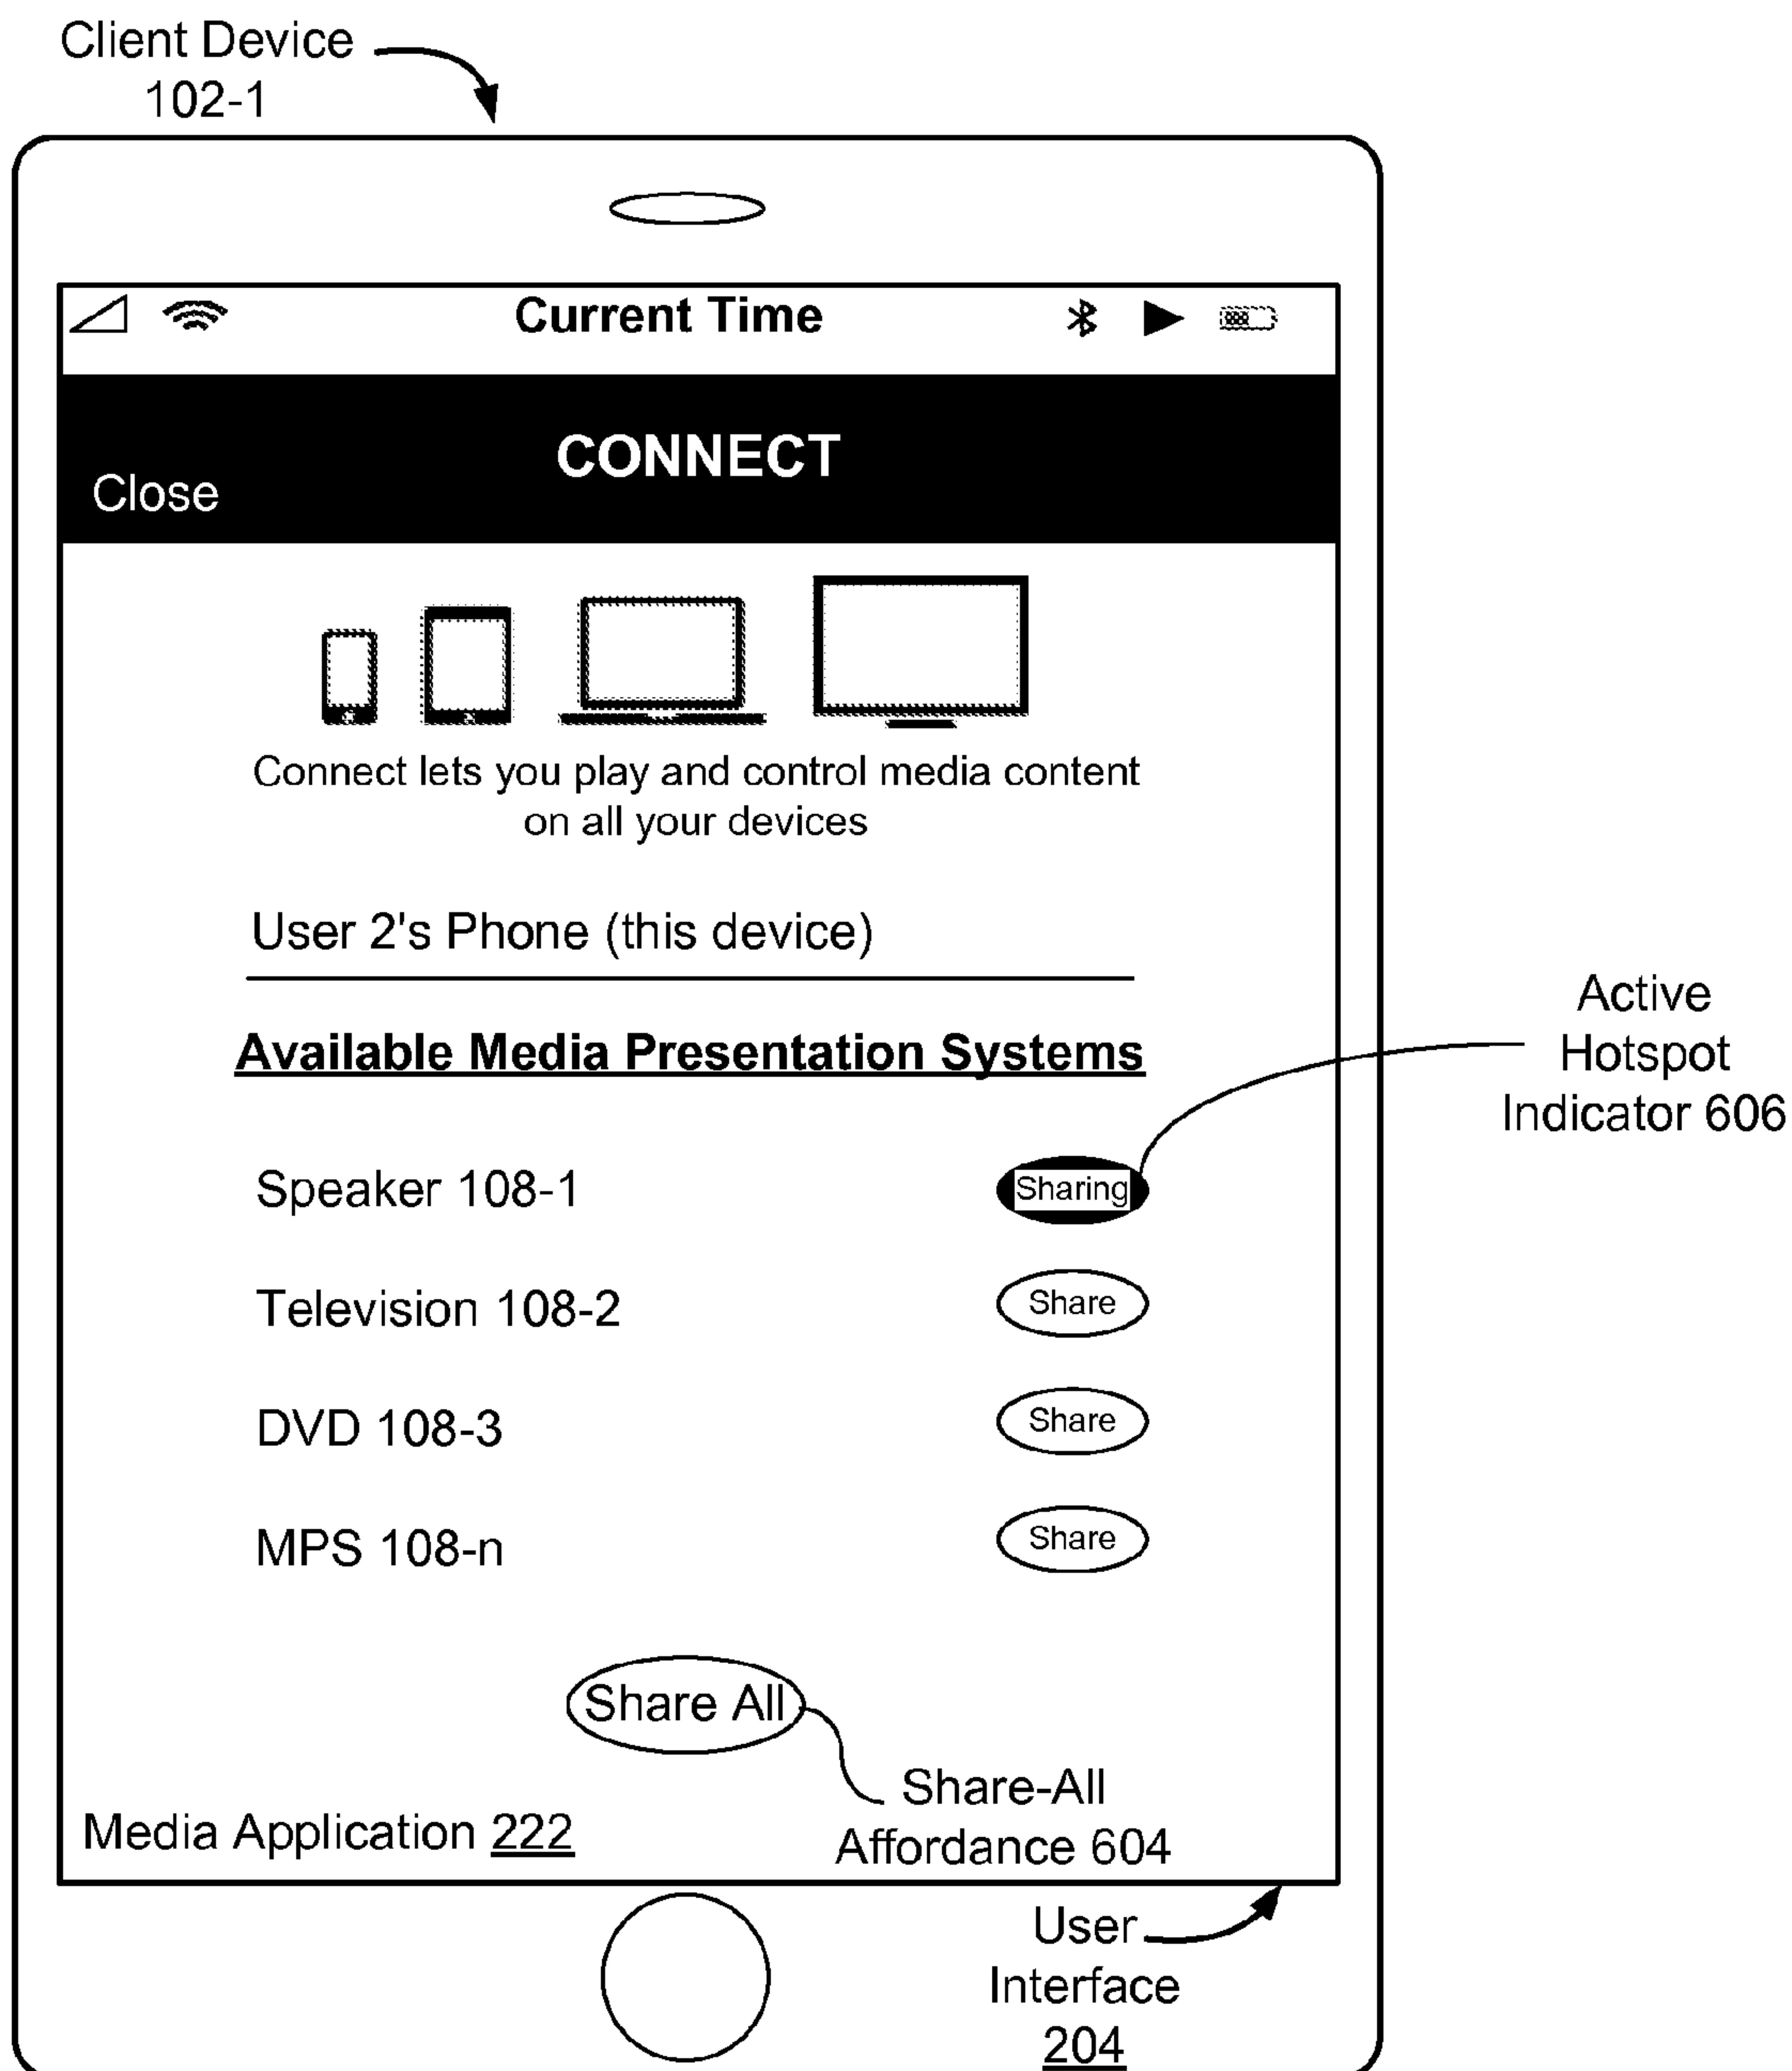 Client Device
102-1
Current Time
CONNECT
Close
Connect lets you play and control media content
on all your devices
User 2's Phone (this device)
Available Media Presentation Systems
Active
Hotspot
Indicator 606
Speaker 108-1
Sharing
Television 108-2
Share
DVD 108-3
Share
MPS 108-n
Share
Share All
Share-All
Affordance 604
Media Application 222
User
Interface
204